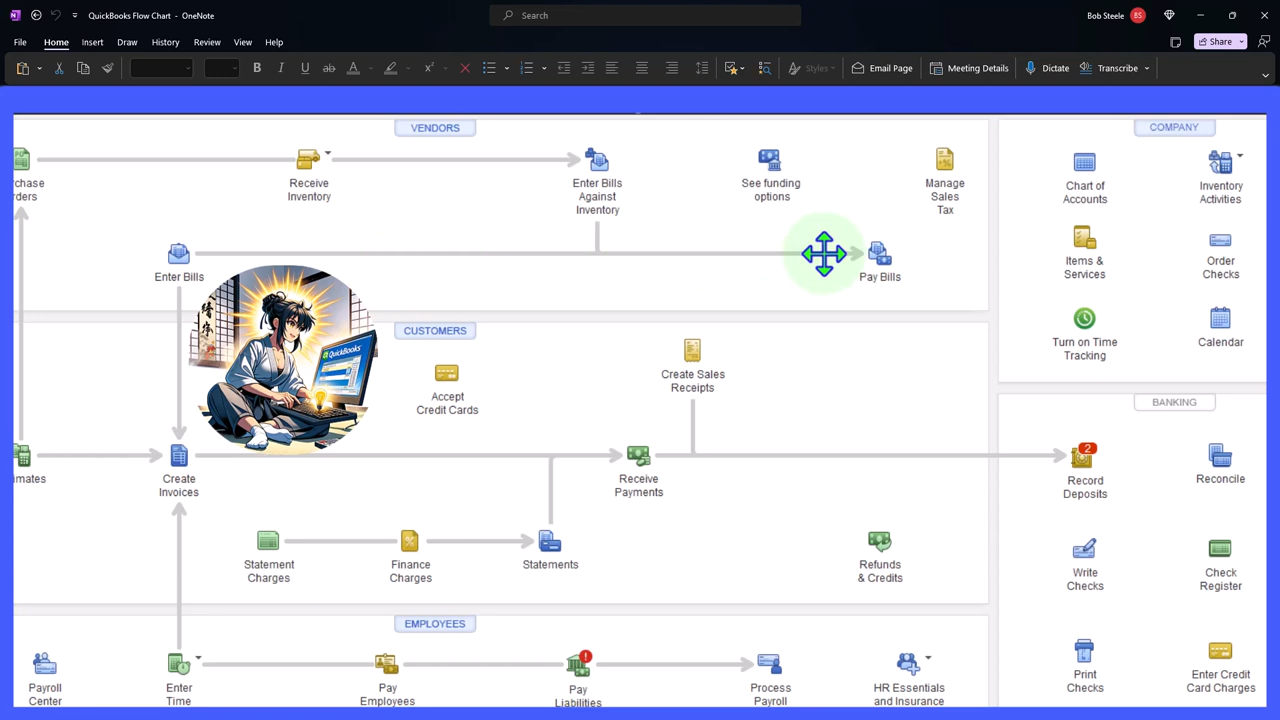 QuickBooks Flow Chart - OneNote
Search
Bob Steele
BS
File
Home
Insert
Draw
History
Review
View
Help
Share
Styles
Email Page
Meeting Details
Dictate
Transcribe
VENDORS
chase
ders
Receive
Inventory
Enter Bills
Against
Inventory
See funding
options
Manage
Sales
Tax
Enter Bills
Pay Bills
CUSTOMERS
QuickBooks
Accept
Credit Cards
Create Sales
Receipts
mates
Create
Invoices
Receive
Payments
Statement
Charges
Finance
Charges
Statements
Refunds
& Credits
EMPLOYEES
Payroll
Center
Enter
Time
Pay
Employees
Pay
Liabilities
Process
Payroll
HR Essentials
and Insurance
COMPANY
Chart of
Accounts
Inventory
Activities
Items &
Services
Order
Checks
Turn on Time
Tracking
Calendar
BANKING
2
Record
Deposits
Reconcile
Write
Checks
Check
Register
Print
Checks
Enter Credit
Card Charges